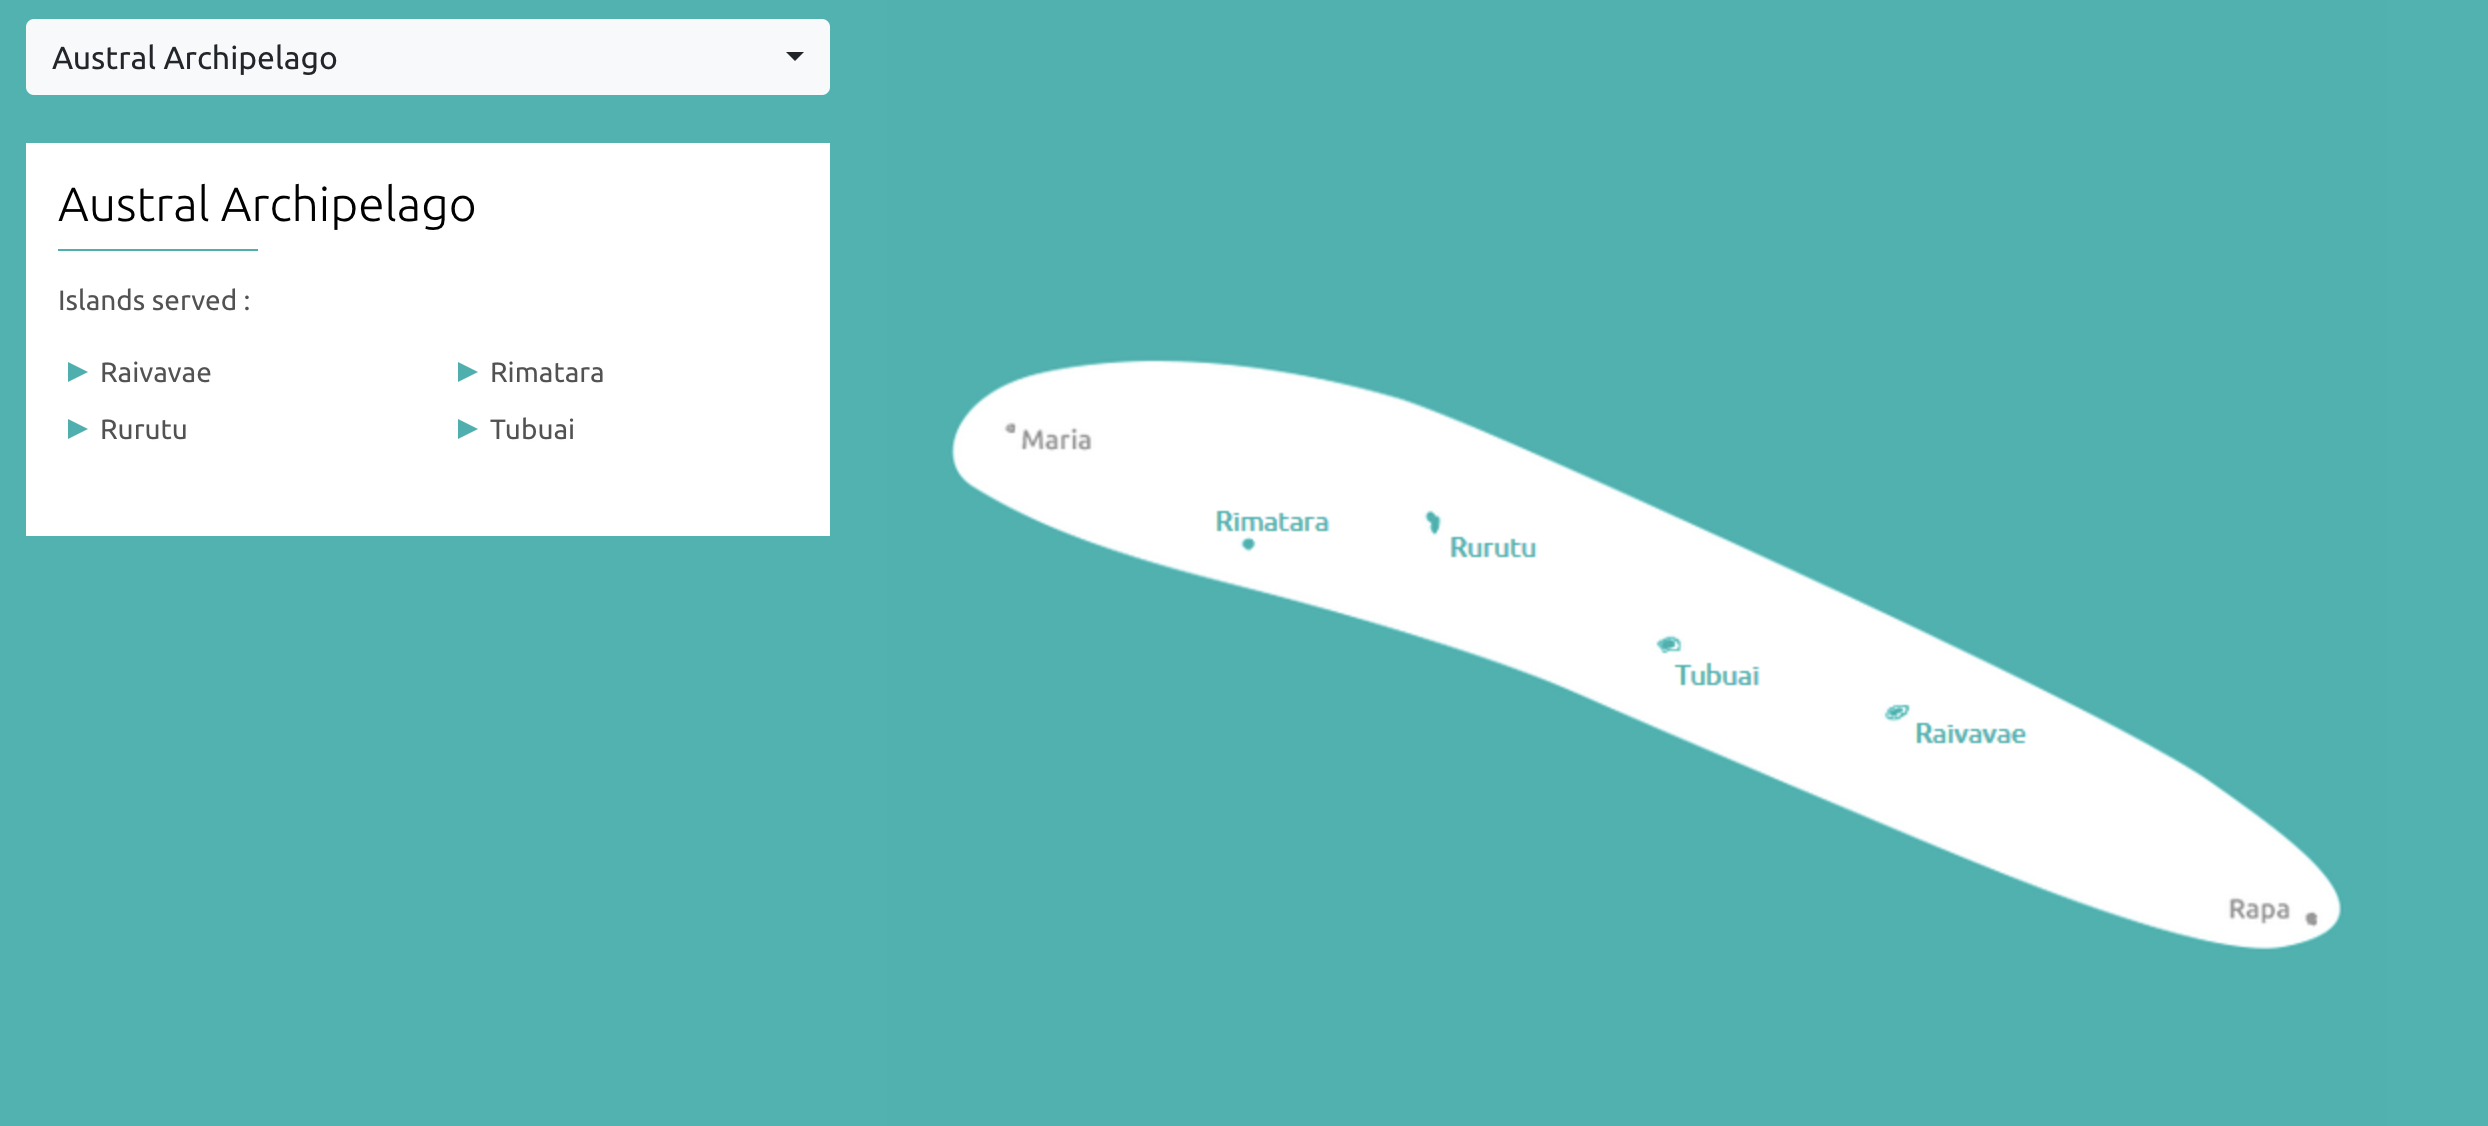 Austral Archipelago
Austral Archipelago
Islands served :
Raivavae
Rimatara
Rurutu
Tubuai
Maria
Rimatara
Rurutu
Tubuai
Raivavae
Rapa